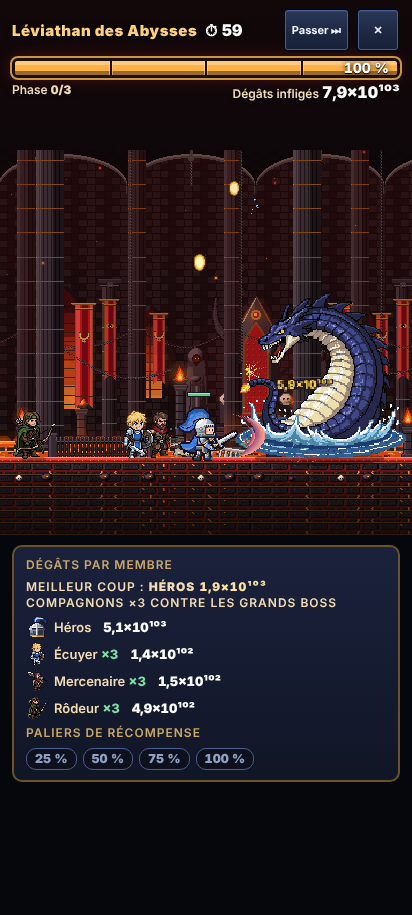 Léviathan des Abysses ⏱ 59
Passer ⏭
✕
100 %
Phase 0/3
Dégâts infligés 7,9×10¹⁰³
5,9×10¹⁰³
DÉGÂTS PAR MEMBRE
MEILLEUR COUP : HÉROS 1,9×10¹⁰³
COMPAGNONS ×3 CONTRE LES GRANDS BOSS
Héros 5,1×10¹⁰³
Écuyer ×3 1,4×10¹⁰²
Mercenaire ×3 1,5×10¹⁰²
Rôdeur ×3 4,9×10¹⁰²
PALIERS DE RÉCOMPENSE
25 % 50 % 75 % 100 %